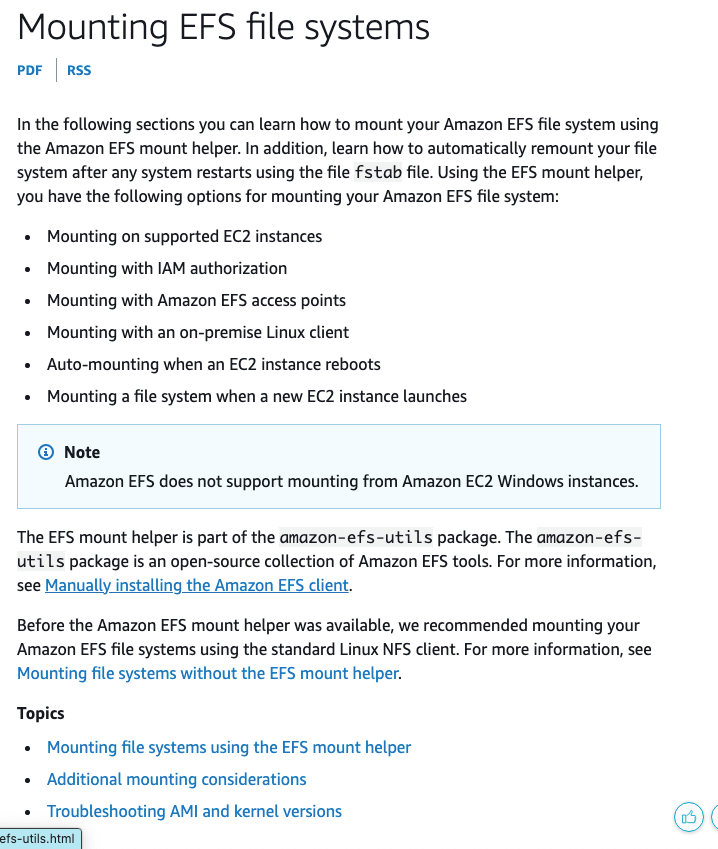 Mounting EFS file systems
PDF
RSS
In the following sections you can learn how to mount your Amazon EFS file system using
the Amazon EFS mount helper. In addition, learn how to automatically remount your file
system after any system restarts using the file fstab file. Using the EFS mount helper,
you have the following options for mounting your Amazon EFS file system:
• Mounting on supported EC2 instances
• Mounting with IAM authorization
• Mounting with Amazon EFS access points
• Mounting with an on-premise Linux client
• Auto-mounting when an EC2 instance reboots
• Mounting a file system when a new EC2 instance launches
Note
Amazon EFS does not support mounting from Amazon EC2 Windows instances.
The EFS mount helper is part of the amazon-efs-utils package. The amazon-efs-
utils package is an open-source collection of Amazon EFS tools. For more information,
see Manually installing the Amazon EFS client.
Before the Amazon EFS mount helper was available, we recommended mounting your
Amazon EFS file systems using the standard Linux NFS client. For more information, see
Mounting file systems without the EFS mount helper.
Topics
• Mounting file systems using the EFS mount helper
• Additional mounting considerations
• Troubleshooting AMI and kernel versions
efs-utils.html